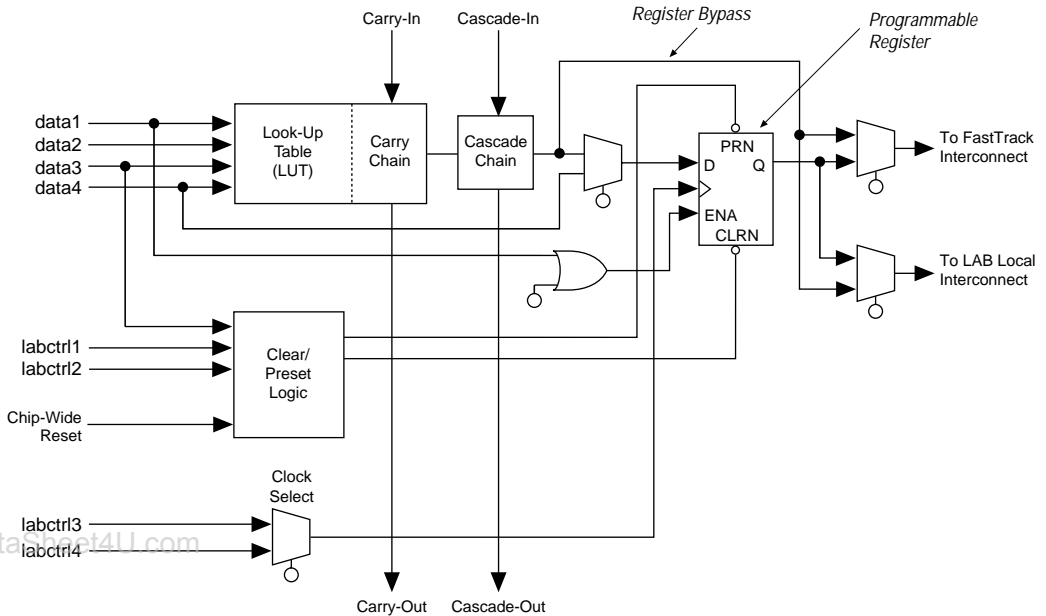 Carry-In
Cascade-In
Register Bypass
Programmable
Register
data1
data2
data3
data4
Look-Up
Table
(LUT)
Carry
Chain
Cascade
Chain
PRN
D
Q
ENA
CLRN
To FastTrack
Interconnect
To LAB Local
Interconnect
labctrl1
labctrl2
Clear/
Preset
Logic
Chip-Wide
Reset
Clock
Select
labctrl3
labctrl4
taSheet4U.com
Carry-Out
Cascade-Out